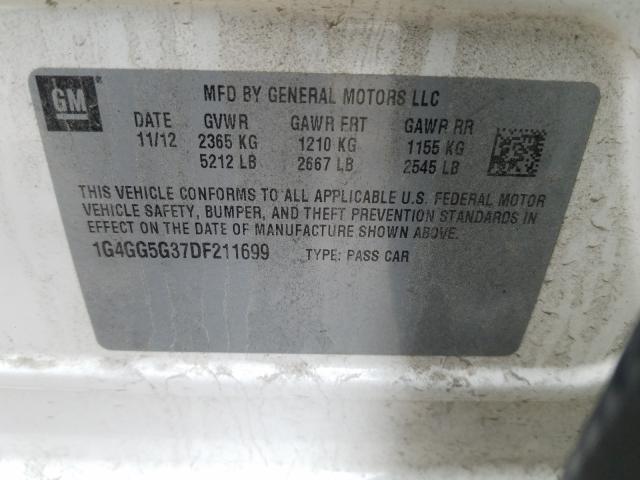 GM
MFD BY GENERAL MOTORS LLC
DATE GVWR GAWR FRT GAWR RR
11/12 2365 KG 1210 KG 1155 KG
5212 LB 2667 LB 2545 LB
THIS VEHICLE CONFORMS TO ALL APPLICABLE U.S. FEDERAL MOTOR
VEHICLE SAFETY, BUMPER, AND THEFT PREVENTION STANDARDS IN
EFFECT ON THE DATE OF MANUFACTURE SHOWN ABOVE.
1G4GG5G37DF211699 TYPE: PASS CAR